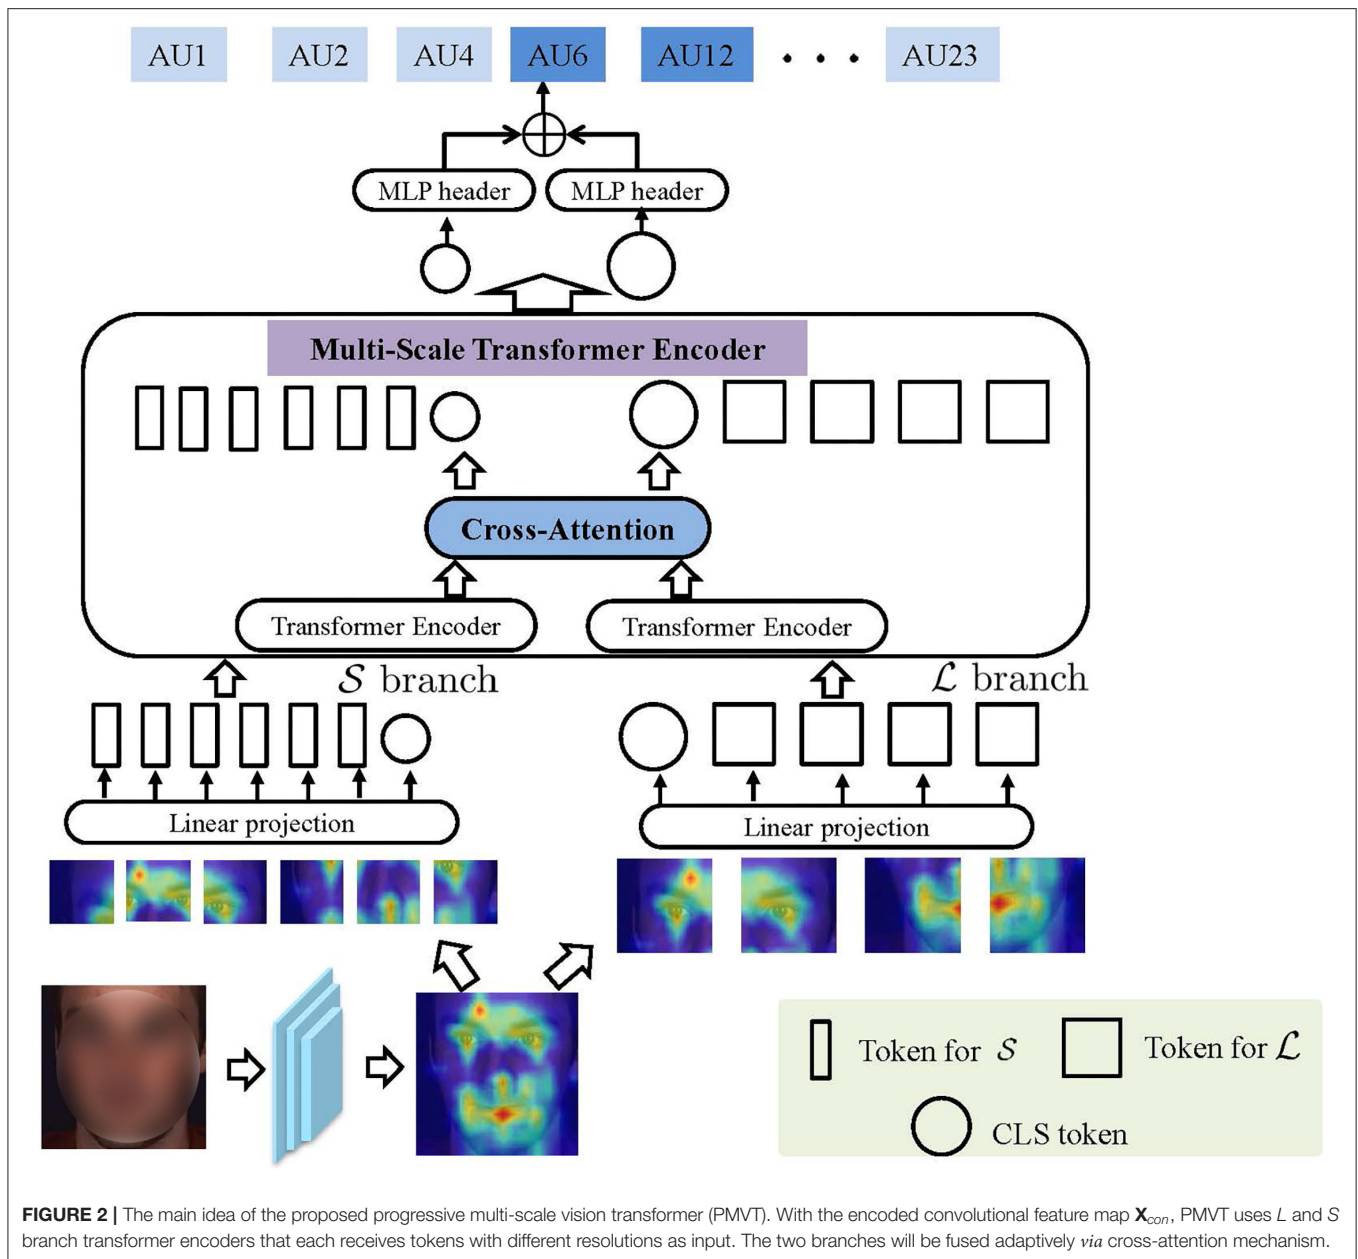 AU1 AU2 AU4 AU6 AU12 • • • AU23
MLP header MLP header
Multi-Scale Transformer Encoder
Cross-Attention
Transformer Encoder Transformer Encoder
𝒮 branch ℒ branch
Linear projection Linear projection
Token for 𝒮 Token for ℒ
CLS token
FIGURE 2 | The main idea of the proposed progressive multi-scale vision transformer (PMVT). With the encoded convolutional feature map X_con, PMVT uses L and S
branch transformer encoders that each receives tokens with different resolutions as input. The two branches will be fused adaptively via cross-attention mechanism.